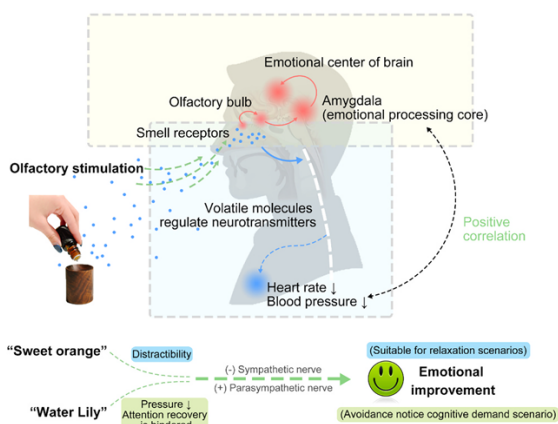 Emotional center of brain
Olfactory bulb
Amygdala
(emotional processing core)
Smell receptors
Olfactory stimulation
Volatile molecules
regulate neurotransmitters
Positive
correlation
Heart rate ↓
Blood pressure ↓
“Sweet orange”
Distractibility
(-) Sympathetic nerve
(+) Parasympathetic nerve
(Suitable for relaxation scenarios)
Emotional
improvement
“Water Lily”
Pressure ↓
Attention recovery
is hindered
(Avoidance notice cognitive demand scenario)